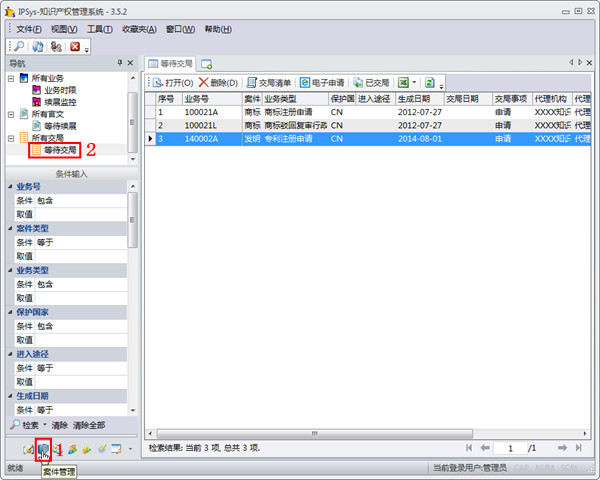 IPSys-知识产权管理系统 - 3.5.2
文件(F) 视图(V) 工具(T) 收藏夹(A) 窗口(W) 帮助(H)
导航
所有业务
业务时限
续展监控
所有官文
等待续展
所有交局
等待交局 2
条件输入
业务号
条件 包含
取值
案件类型
条件 等于
取值
业务类型
条件 包含
取值
保护国家
条件 包含
取值
进入途径
条件 等于
取值
生成日期
条件 等于
检索 清除 清除全部
1
案件管理
等待交局
打开(O) 删除(D) 交局清单 电子申请 已交局
序号 业务号 案件 业务类型 保护国 进入途径 生成日期 交局日期 交局事项 代理机构 代理
1 100021A 商标 商标注册申请 CN 2012-07-27 申请 XXXX知识 代理
2 100021L 商标 商标驳回复审行政 CN 2012-07-27 申请 XXXX知识 代理
3 140002A 发明 专利注册申请 CN 2014-08-01 申请 XXXX知识 代理
检索结果: 当前 3 项, 总共 3 项.
1 /1
就绪
当前登录用户:管理员 CAP NUM SCRL